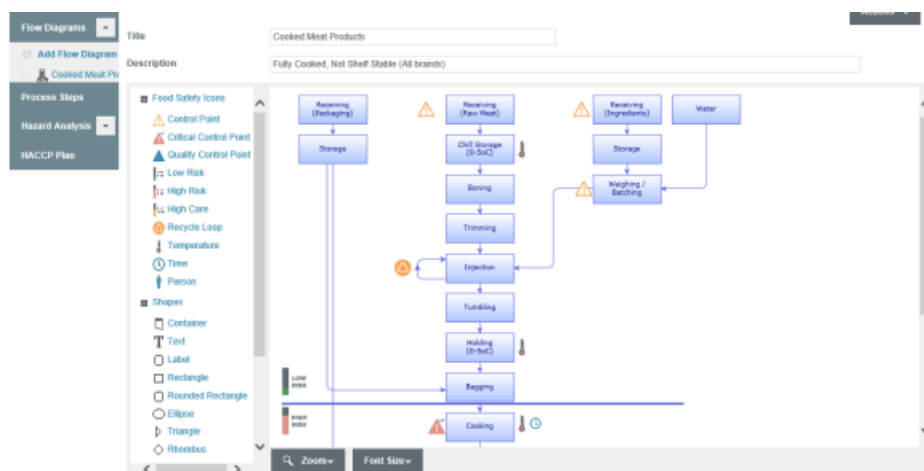 Actions
Flow Diagrams
Add Flow Diagram
Cooked Meat Pr
Process Steps
Hazard Analysis
HACCP Plan
Title
Cooked Meat Products
Description
Fully Cooked, Not Shelf Stable (All brands)
Food Safety Icons
Control Point
Critical Control Point
Quality Control Point
Low Risk
High Risk
High Care
Recycle Loop
Temperature
Time
Person
Shapes
Container
Text
Label
Rectangle
Rounded Rectangle
Ellipse
Triangle
Rhombus
Receiving
(Packaging)
Receiving
(Raw Meat)
Receiving
(Ingredients)
Water
Storage
Chill Storage
(0-5oC)
Storage
Boning
Weighing /
Batching
Trimming
Injection
Tumbling
Holding
(0-5oC)
LOW
RISK
Bagging
HIGH
RISK
Cooking
Zoom
Font Size